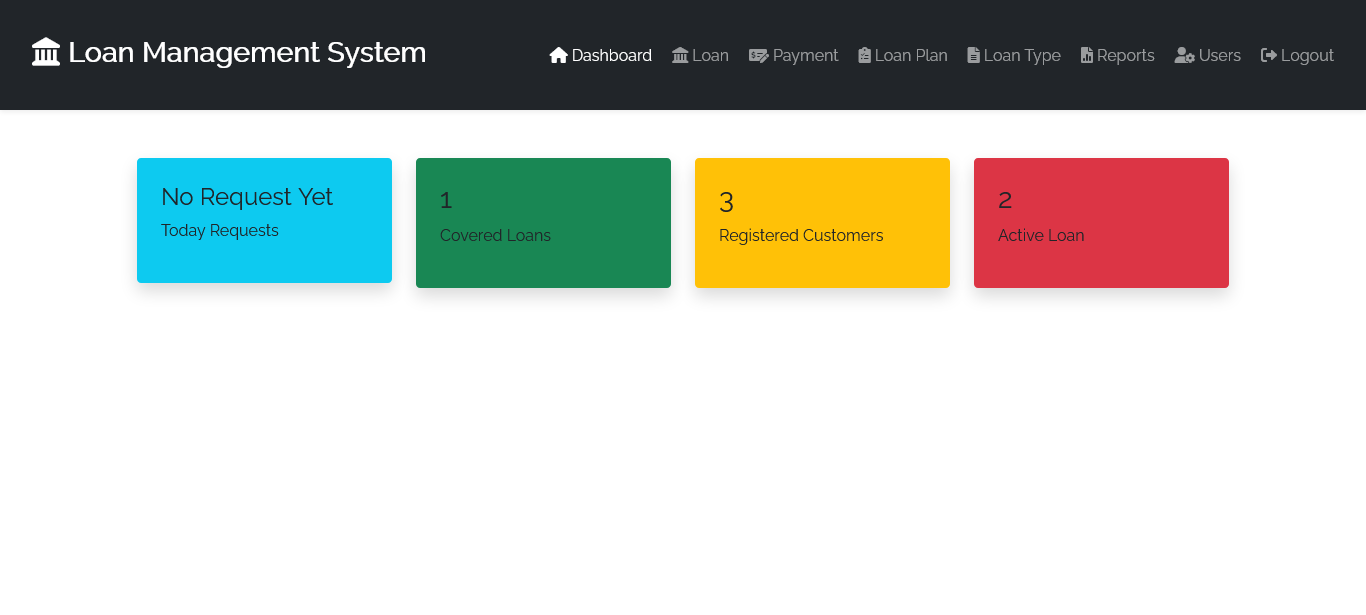 Loan Management System
Dashboard Loan Payment Loan Plan Loan Type Reports Users Logout
No Request Yet
Today Requests
1
Covered Loans
3
Registered Customers
2
Active Loan